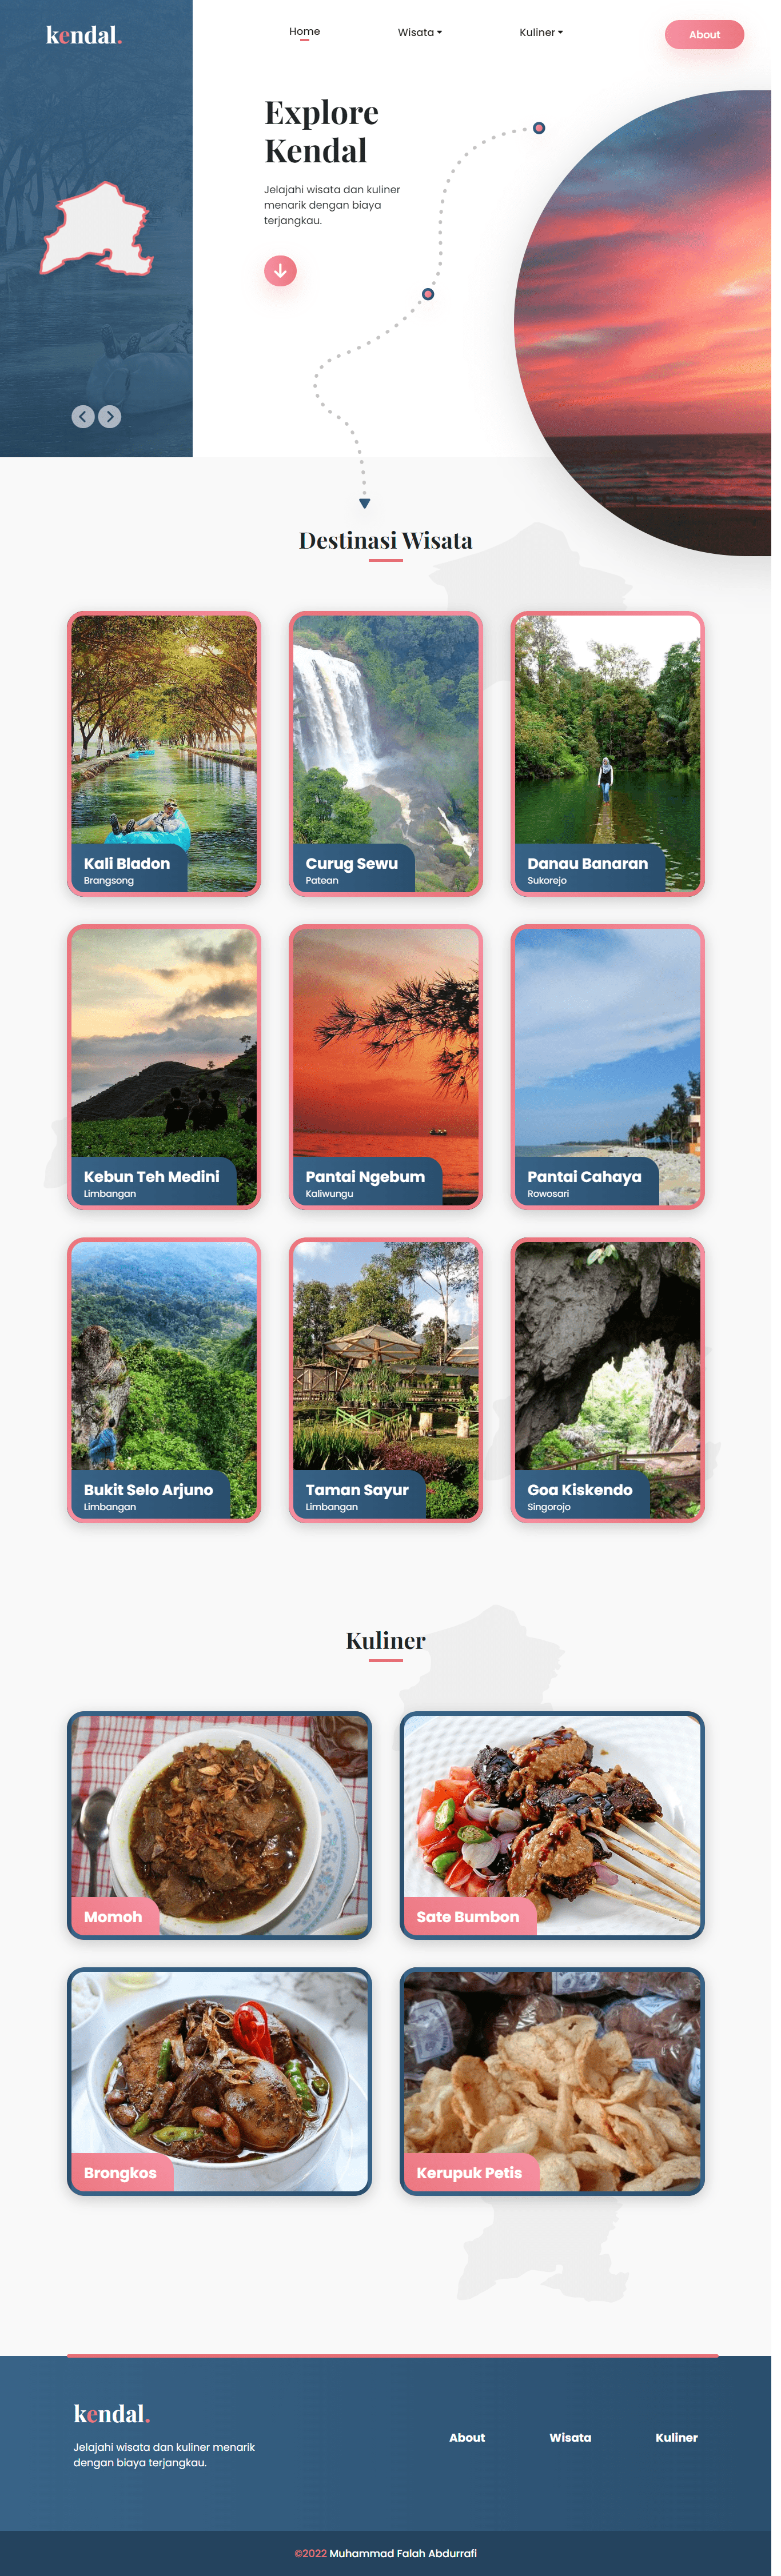 kendal.
Home
Wisata
Kuliner
About
Explore
Kendal
Jelajahi wisata dan kuliner
menarik dengan biaya
terjangkau.
Destinasi Wisata
Kali Bladon
Brangsong
Curug Sewu
Patean
Danau Banaran
Sukorejo
Kebun Teh Medini
Limbangan
Pantai Ngebum
Kaliwungu
Pantai Cahaya
Rowosari
Bukit Selo Arjuno
Limbangan
Taman Sayur
Limbangan
Goa Kiskendo
Singorojo
Kuliner
Momoh
Sate Bumbon
Brongkos
Kerupuk Petis
kendal.
Jelajahi wisata dan kuliner menarik
dengan biaya terjangkau.
About
Wisata
Kuliner
©2022 Muhammad Falah Abdurrafi